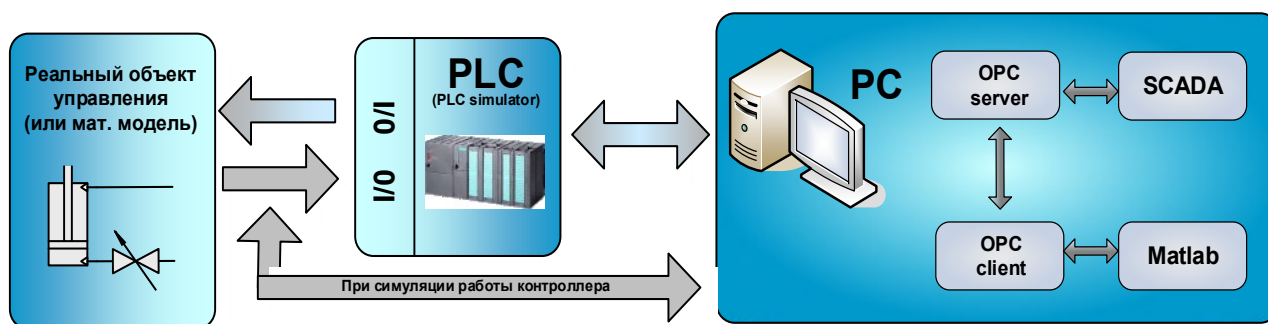 Реальный объект
управления
(или мат. модель)
I/O
I/O
PLC
(PLC simulator)
PC
OPC
server
SCADA
OPC
client
Matlab
При симуляции работы контроллера